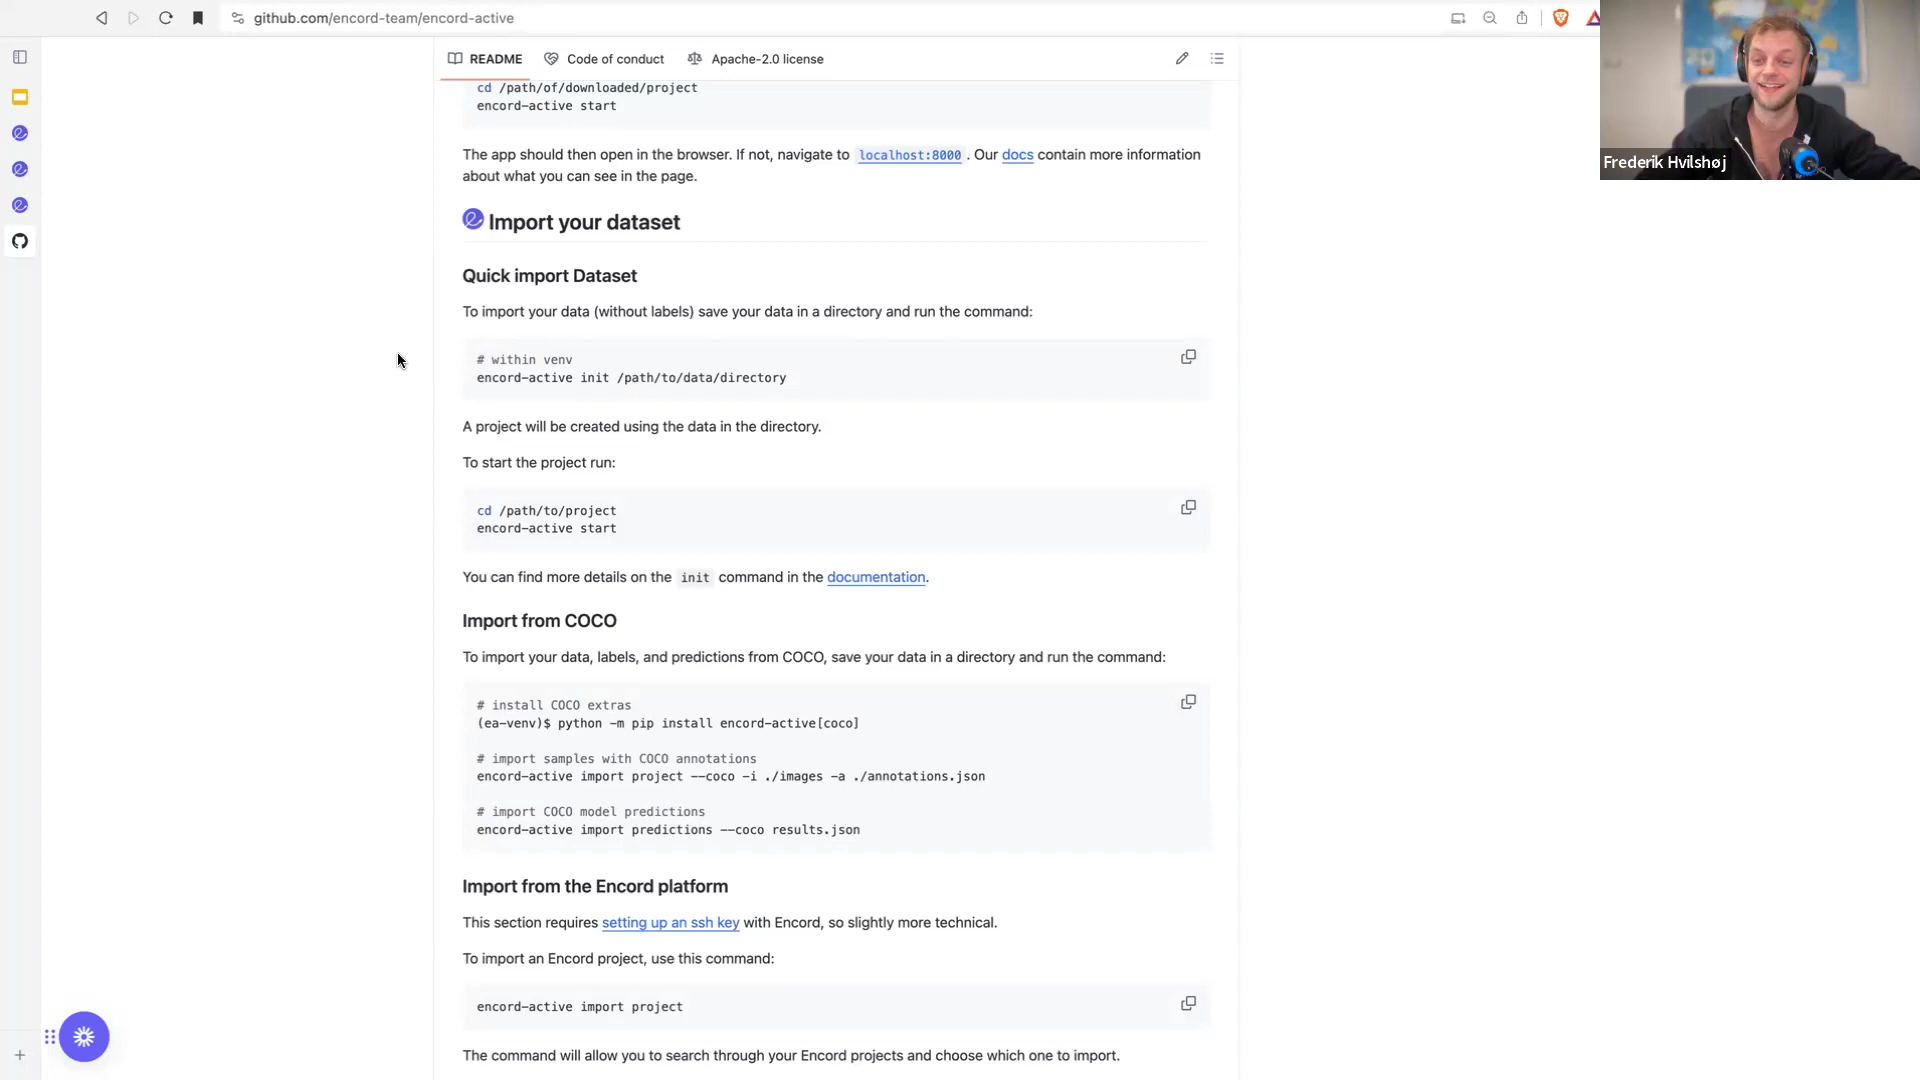 github.com/encord-team/encord-active
README
Code of conduct
Apache-2.0 license
cd /path/of/downloaded/project
encord-active start
The app should then open in the browser. If not, navigate to localhost:8000 . Our docs contain more information
about what you can see in the page.
Import your dataset
Quick import Dataset
To import your data (without labels) save your data in a directory and run the command:
# within venv
encord-active init /path/to/data/directory
A project will be created using the data in the directory.
To start the project run:
cd /path/to/project
encord-active start
You can find more details on the init command in the documentation.
Import from COCO
To import your data, labels, and predictions from COCO, save your data in a directory and run the command:
# install COCO extras
(ea-venv)$ python -m pip install encord-active[coco]
# import samples with COCO annotations
encord-active import project --coco -i ./images -a ./annotations.json
# import COCO model predictions
encord-active import predictions --coco results.json
Import from the Encord platform
This section requires setting up an ssh key with Encord, so slightly more technical.
To import an Encord project, use this command:
encord-active import project
The command will allow you to search through your Encord projects and choose which one to import.
Frederik Hvilshøj